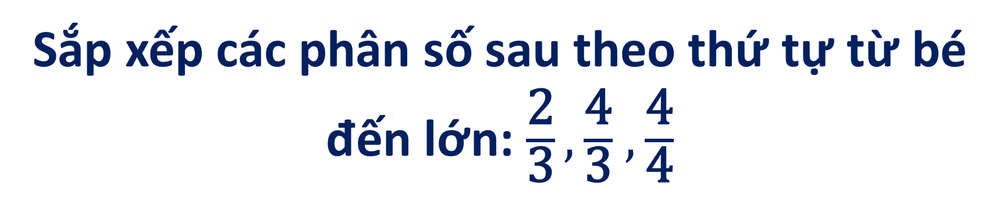 Sắp xếp các phân số sau theo thứ tự từ bé
đến lớn: 2/3, 4/3, 4/4